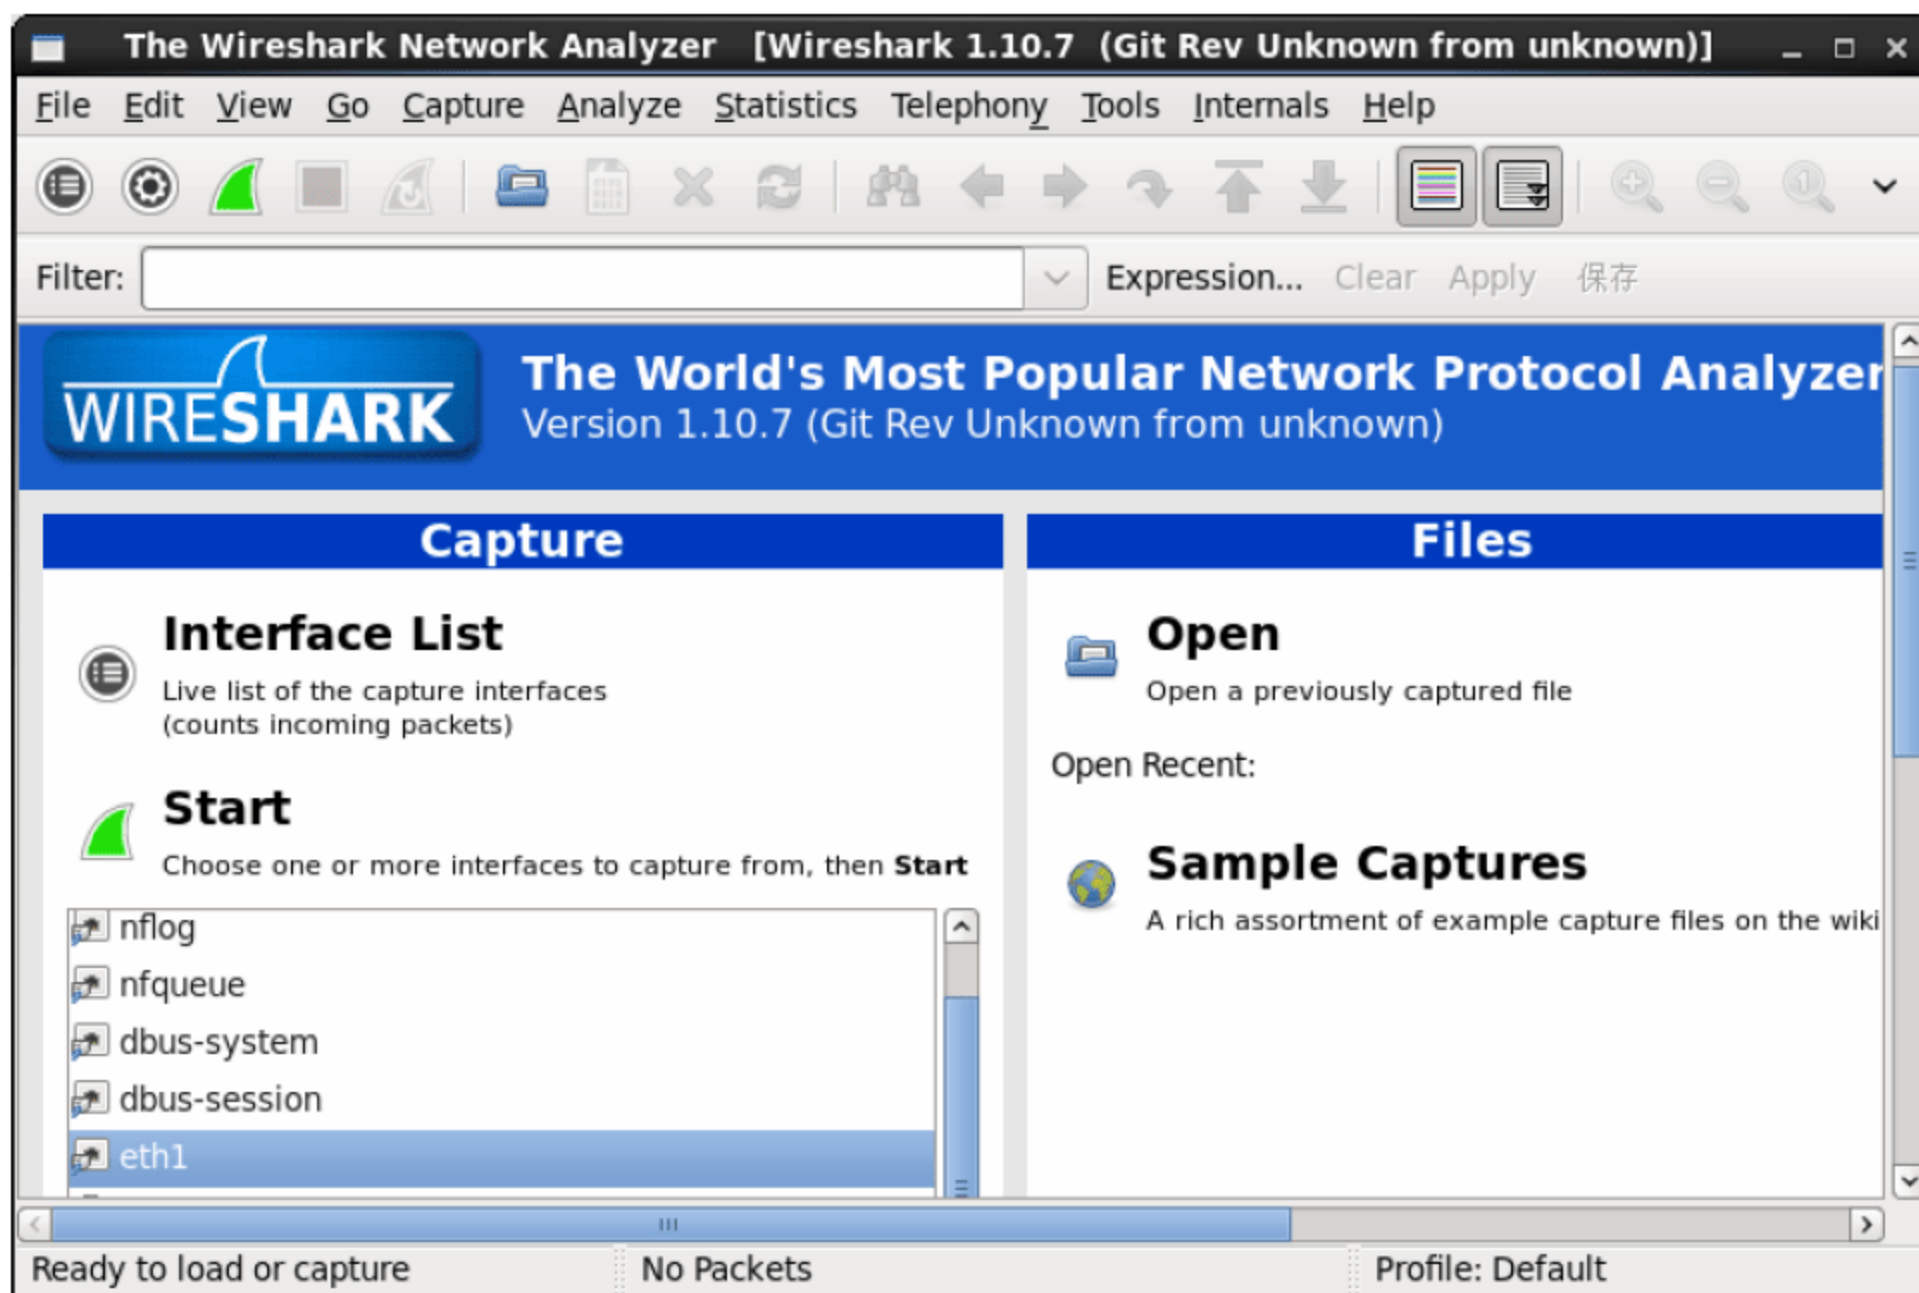 The Wireshark Network Analyzer [Wireshark 1.10.7 (Git Rev Unknown from unknown)]
File Edit View Go Capture Analyze Statistics Telephony Tools Internals Help
Filter: Expression... Clear Apply 保存
WIRESHARK
The World's Most Popular Network Protocol Analyzer
Version 1.10.7 (Git Rev Unknown from unknown)
Capture
Interface List
Live list of the capture interfaces
(counts incoming packets)
Start
Choose one or more interfaces to capture from, then Start
nflog
nfqueue
dbus-system
dbus-session
eth1
Files
Open
Open a previously captured file
Open Recent:
Sample Captures
A rich assortment of example capture files on the wiki
Ready to load or capture
No Packets
Profile: Default